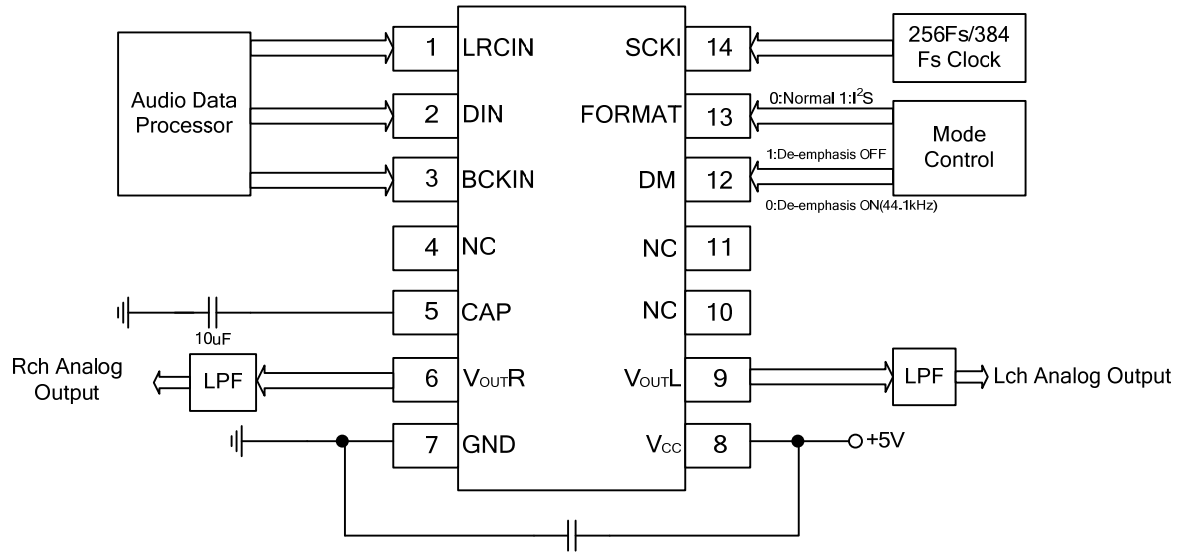 Audio Data
Processor
1 LRCIN
2 DIN
3 BCKIN
4 NC
5 CAP
10uF
6 VOUTR
7 GND
Rch Analog
Output
LPF
SCKI 14
FORMAT 13
DM 12
NC 11
NC 10
VOUTL 9
VCC 8
256Fs/384
Fs Clock
0:Normal 1:I²S
1:De-emphasis OFF
0:De-emphasis ON(44.1kHz)
Mode
Control
LPF
Lch Analog Output
+5V